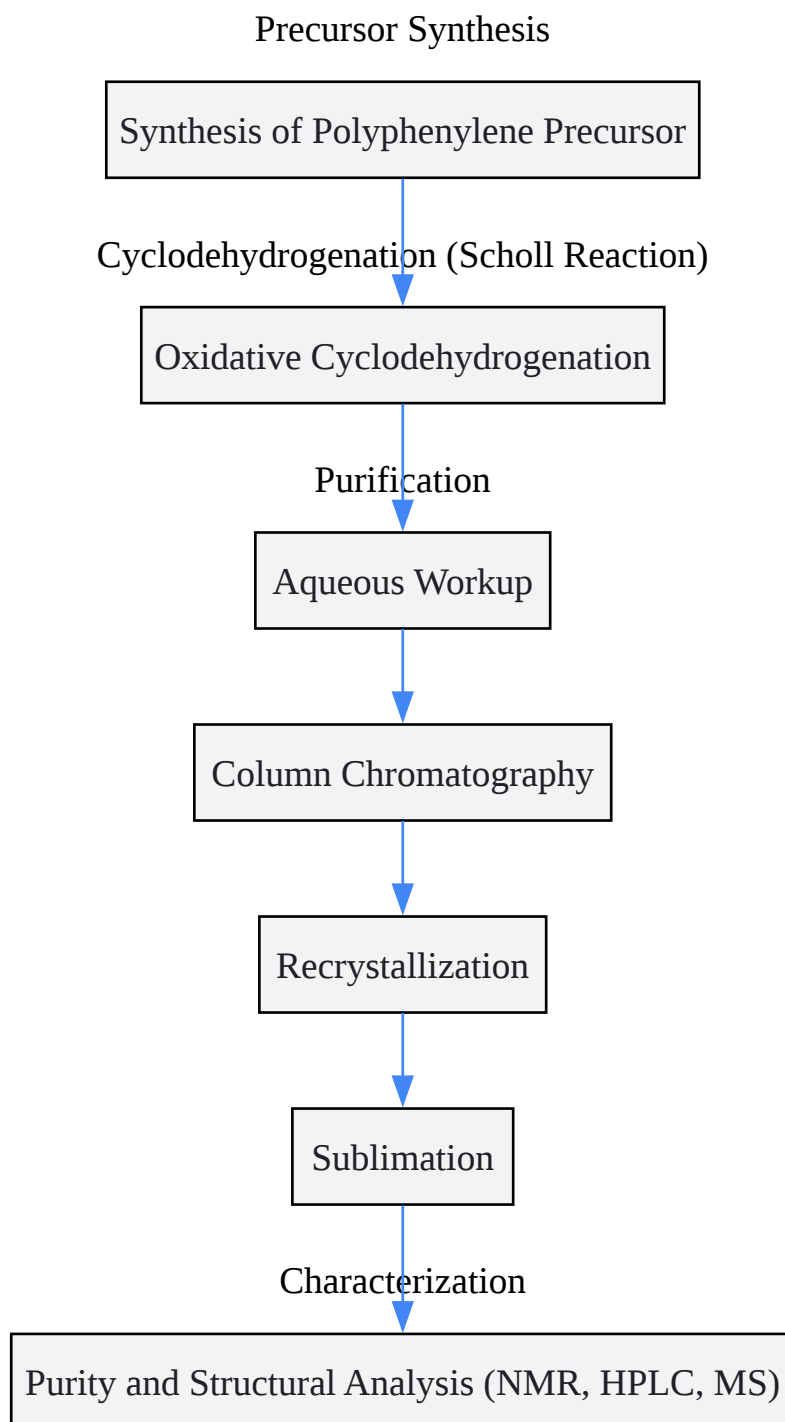 Precursor Synthesis
Synthesis of Polyphenylene Precursor
Cyclodehydrogenation (Scholl Reaction)
Oxidative Cyclodehydrogenation
Purification
Aqueous Workup
Column Chromatography
Recrystallization
Sublimation
Characterization
Purity and Structural Analysis (NMR, HPLC, MS)